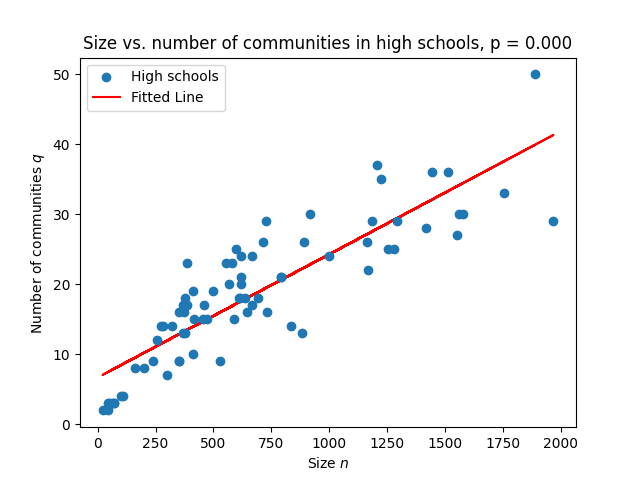 Size vs. number of communities in high schools, p = 0.000
High schools
Fitted Line
50
40
30
20
10
0
Number of communities q
0 250 500 750 1000 1250 1500 1750 2000
Size n